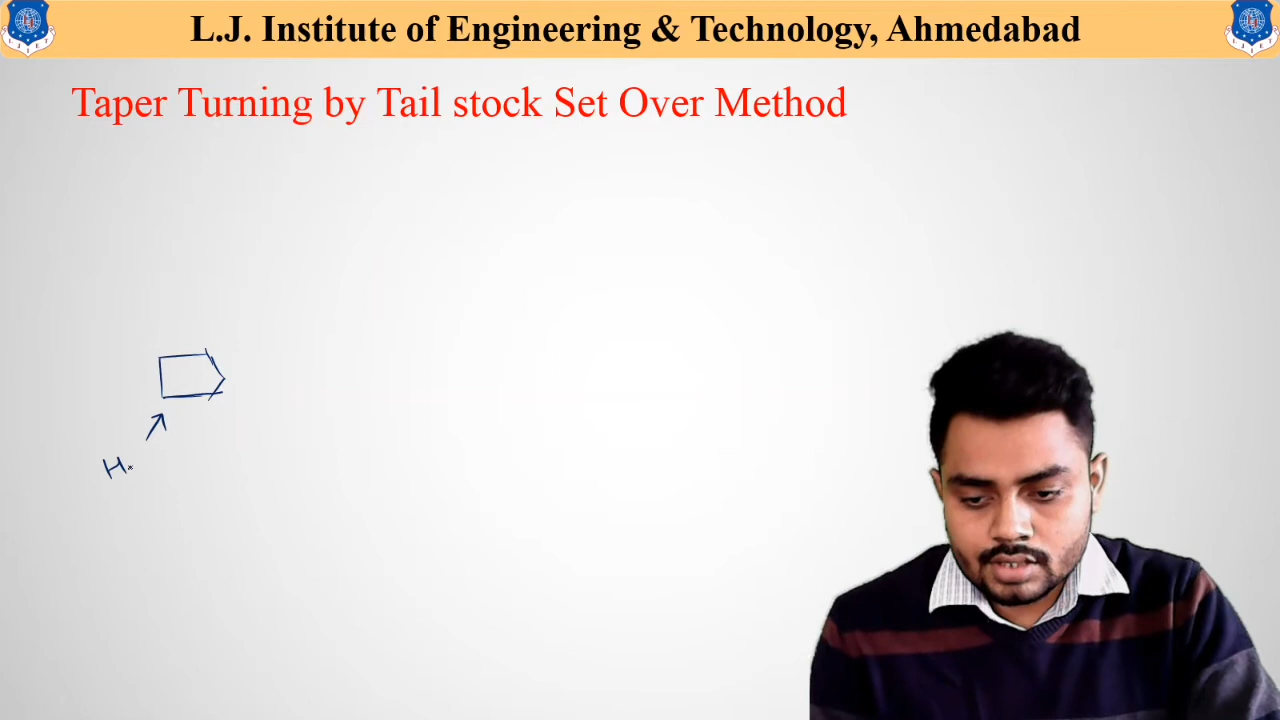 L.J. Institute of Engineering & Technology, Ahmedabad
Taper Turning by Tail stock Set Over Method
H.